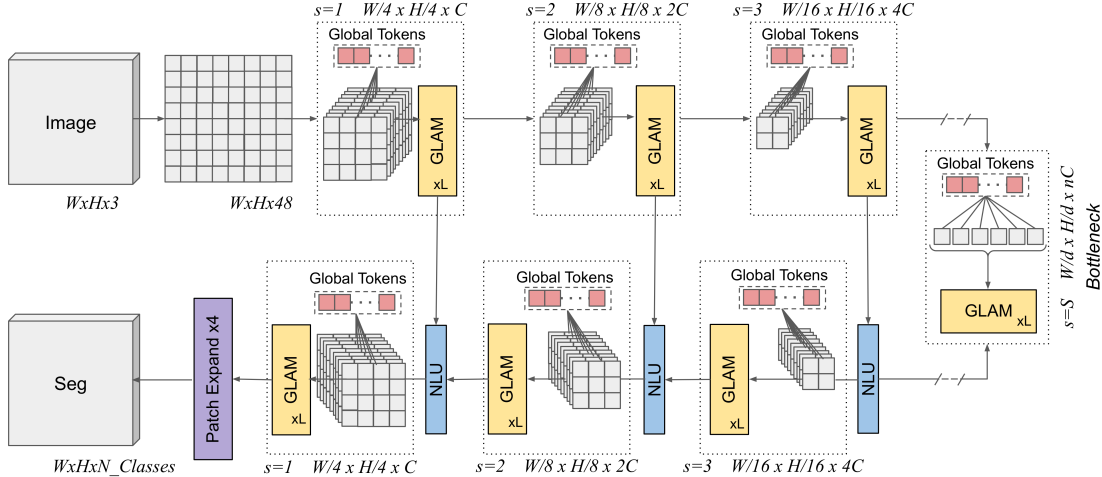 s=1 W/4 x H/4 x C
s=2 W/8 x H/8 x 2C
s=3 W/16 x H/16 x 4C
Global Tokens
Global Tokens
Global Tokens
Image
GLAM
xL
GLAM
xL
GLAM
xL
WxHx3
WxHx48
Global Tokens
GLAM
xL
s=S W/d x H/d x nC
Bottleneck
Global Tokens
Global Tokens
Global Tokens
Seg
Patch Expand x4
GLAM
xL
NLU
GLAM
xL
NLU
GLAM
xL
NLU
WxHxN_Classes
s=1 W/4 x H/4 x C
s=2 W/8 x H/8 x 2C
s=3 W/16 x H/16 x 4C